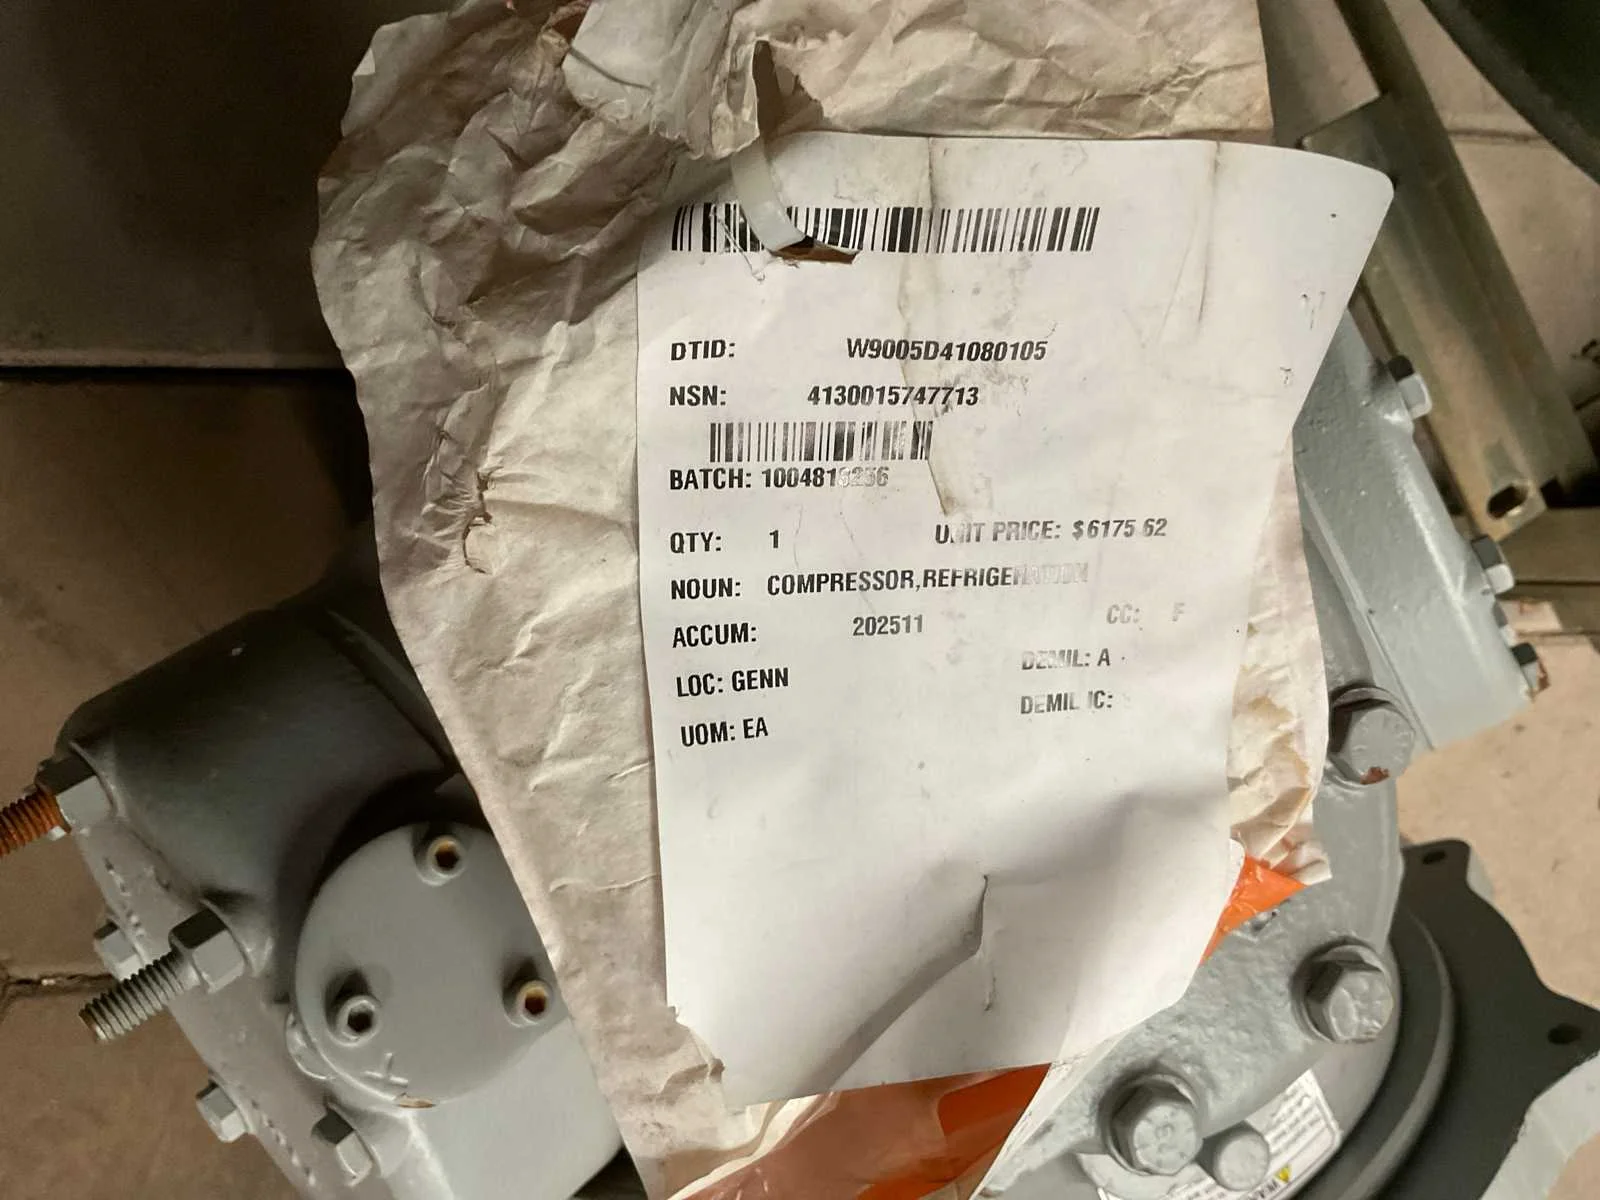 DTID: W9005D41080105
NSN: 4130015747713
BATCH:
QTY: 1 UNIT PRICE: $6175 62
NOUN: COMPRESSOR,REFRIGERATION
ACCUM: 202511 CC: F
LOC: GENN DEMIL: A
UOM: EA DEMIL IC: